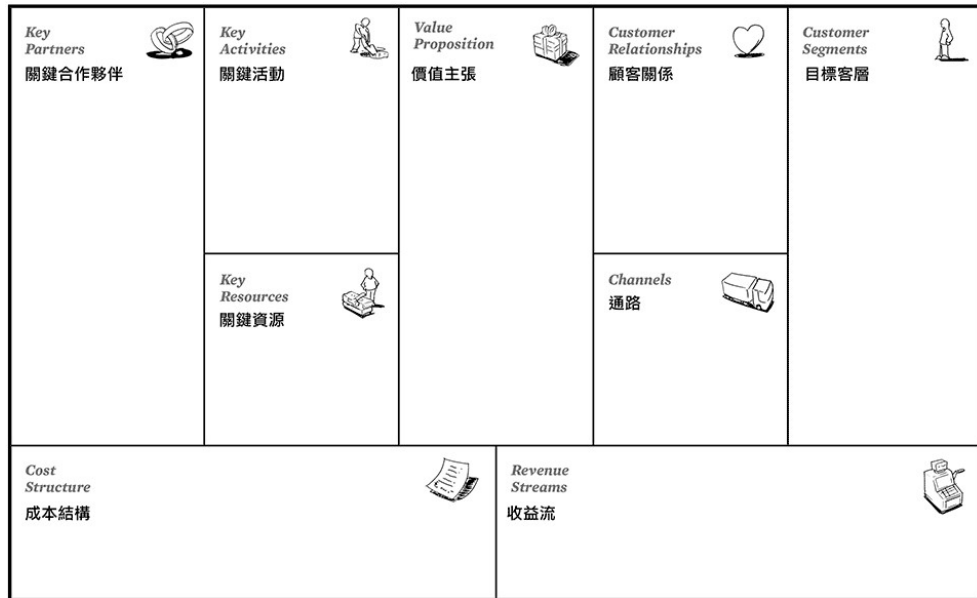 Key
Partners
關鍵合作夥伴
Key
Activities
關鍵活動
Key
Resources
關鍵資源
Value
Proposition
價值主張
Customer
Relationships
顧客關係
Channels
通路
Customer
Segments
目標客層
Cost
Structure
成本結構
Revenue
Streams
收益流